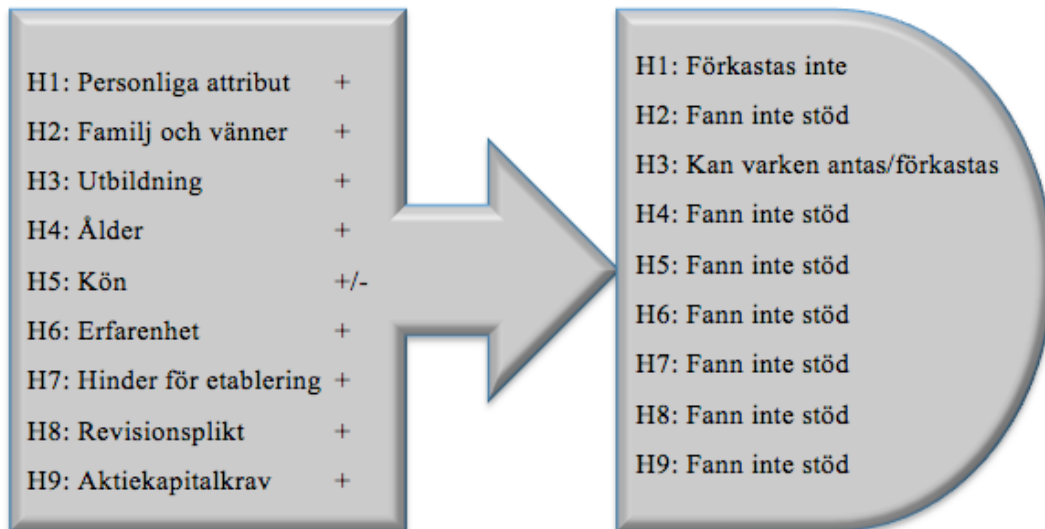 H1: Personliga attribut +
H2: Familj och vänner +
H3: Utbildning +
H4: Ålder +
H5: Kön +/-
H6: Erfarenhet +
H7: Hinder för etablering +
H8: Revisionsplikt +
H9: Aktiekapitalkrav +
H1: Förkastas inte
H2: Fann inte stöd
H3: Kan varken antas/förkastas
H4: Fann inte stöd
H5: Fann inte stöd
H6: Fann inte stöd
H7: Fann inte stöd
H8: Fann inte stöd
H9: Fann inte stöd